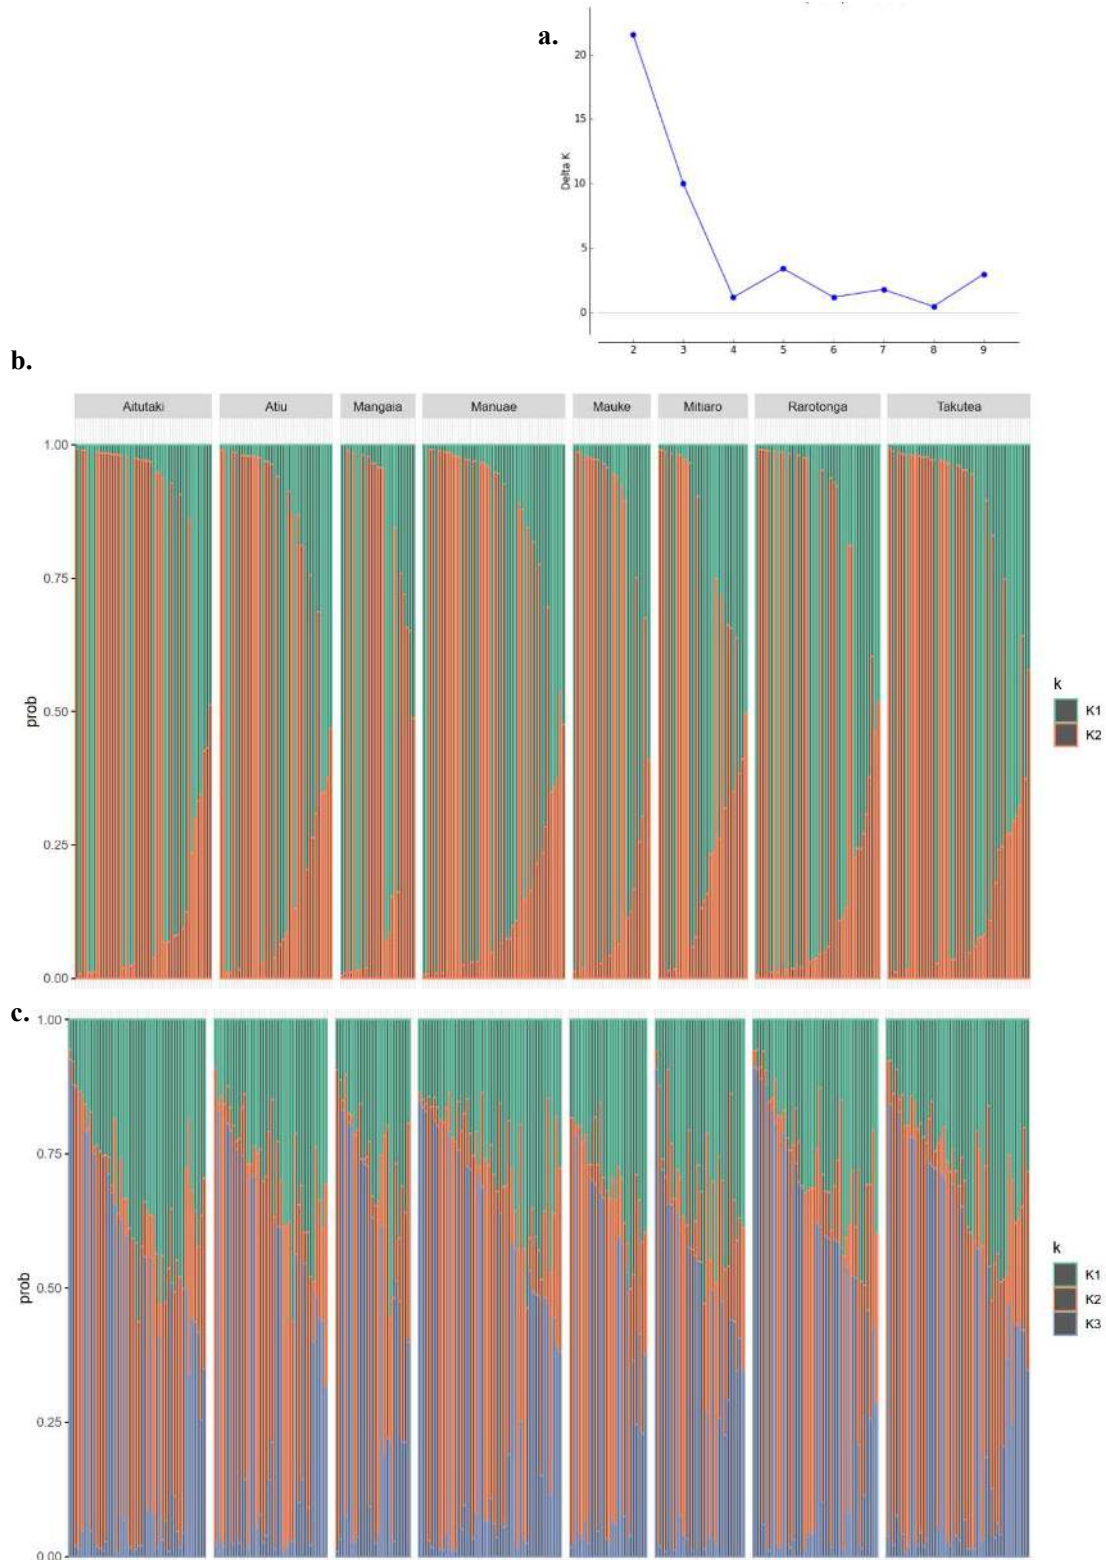 a.
20
15
10
5
0
Delta K
2 3 4 5 6 7 8 9
b.
Aitutaki Atiu Mangaia Manuae Mauke Mitiaro Rarotonga Takutea
1.00
0.75
0.50
0.25
0.00
prob
k
K1
K2
c.
1.00
0.75
0.50
0.25
0.00
prob
k
K1
K2
K3